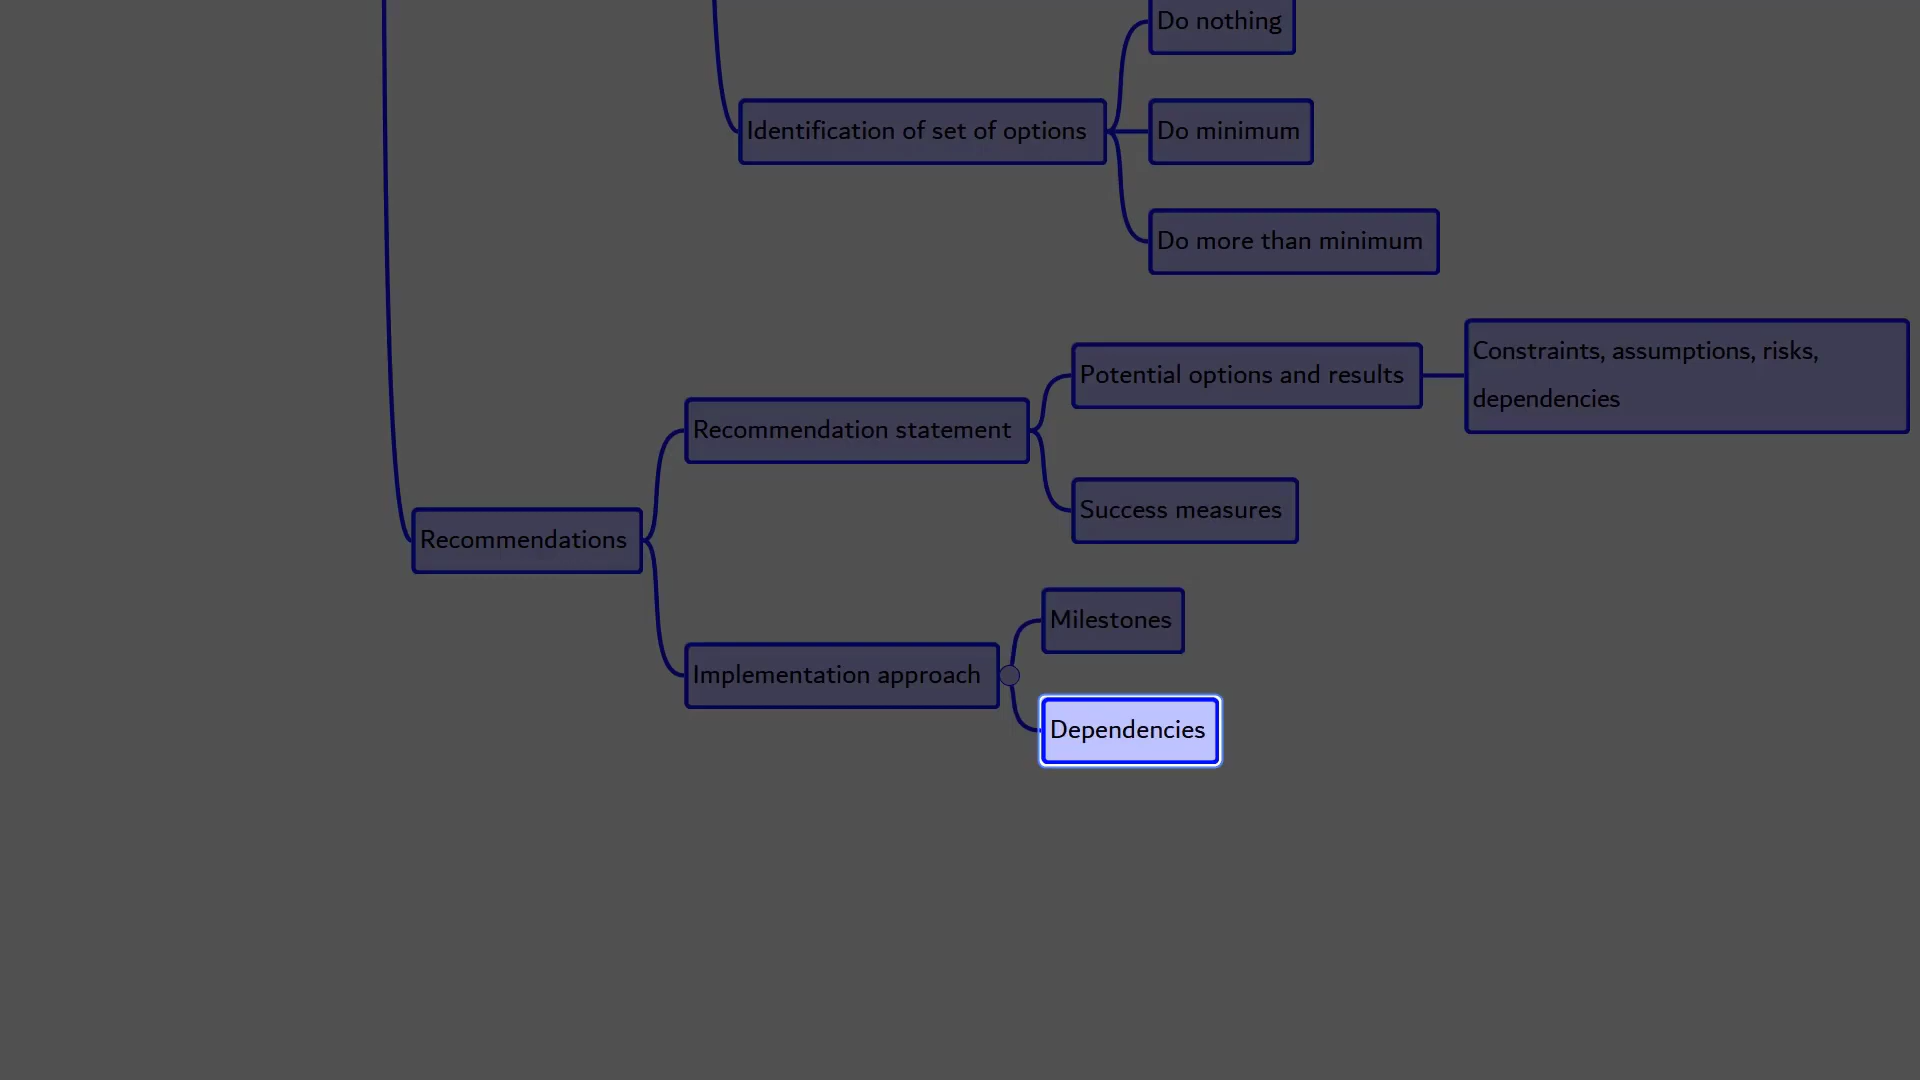 Do nothing
Identification of set of options
Do minimum
Do more than minimum
Constraints, assumptions, risks,
dependencies
Potential options and results
Recommendation statement
Success measures
Recommendations
Milestones
Implementation approach
Dependencies